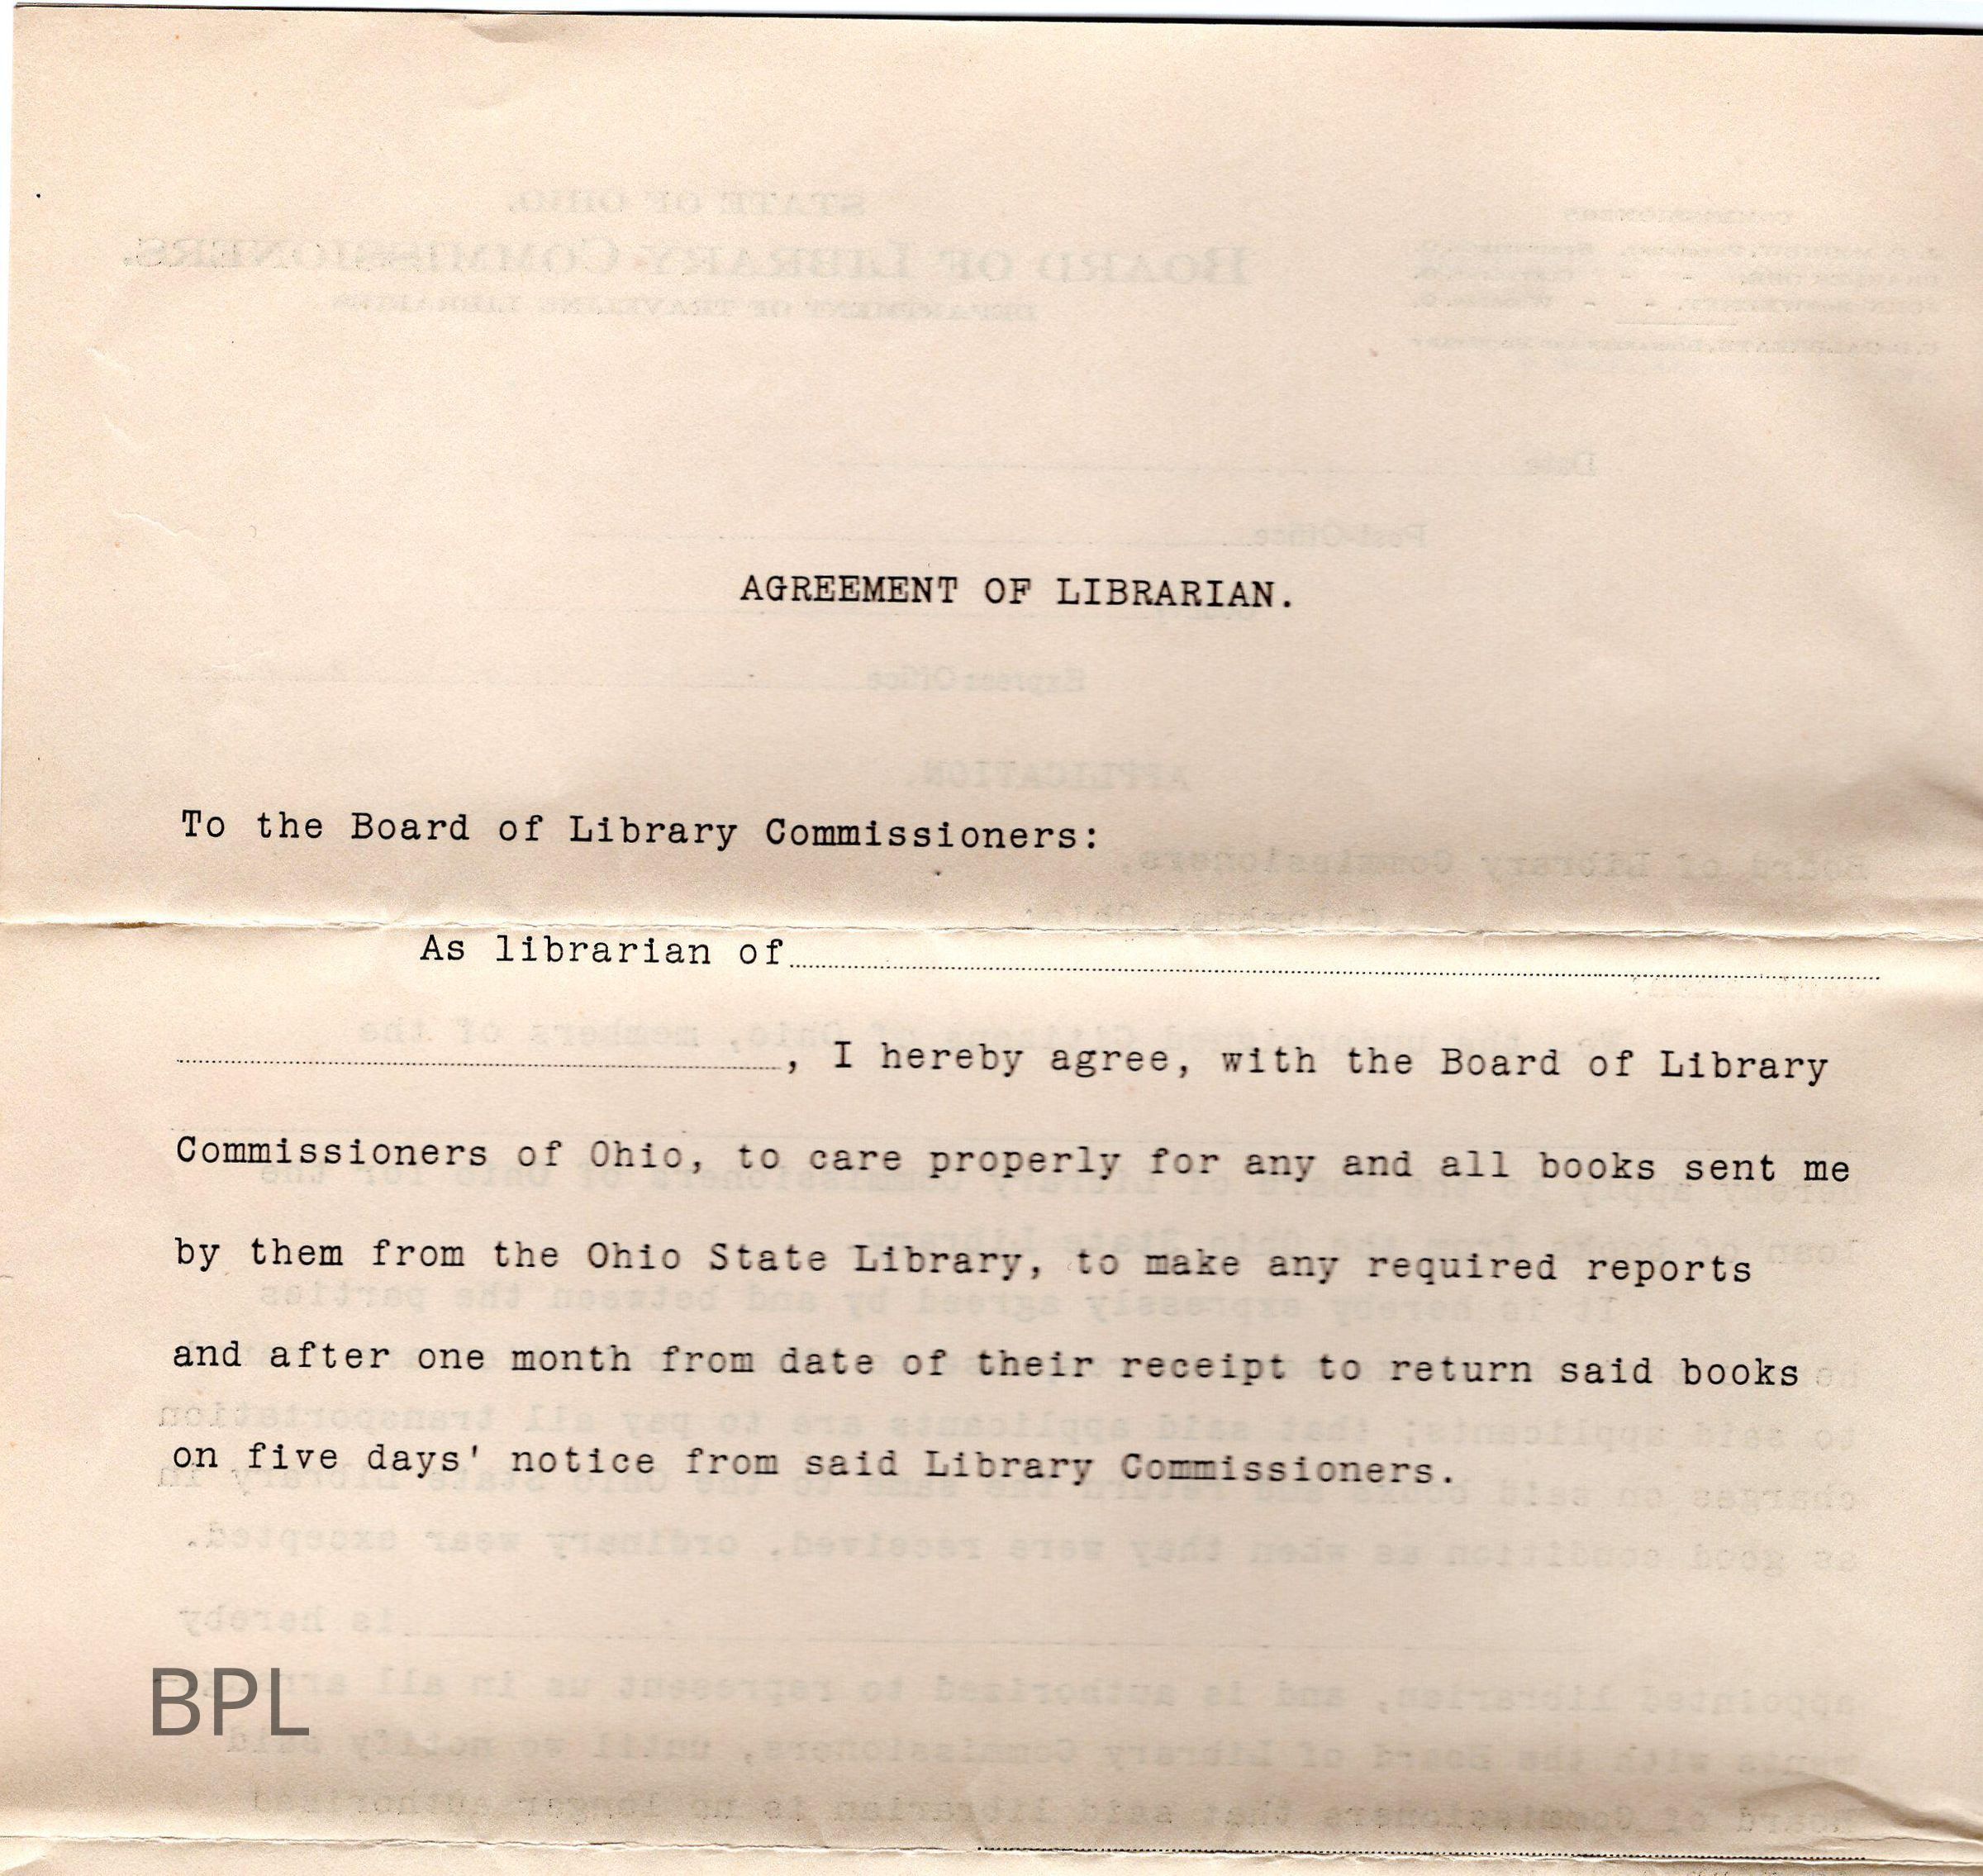 AGREEMENT OF LIBRARIAN.
To the Board of Library Commissioners:
As librarian of
, I hereby agree, with the Board of Library
Commissioners of Ohio, to care properly for any and all books sent me
by them from the Ohio State Library, to make any required reports
and after one month from date of their receipt to return said books
on five days' notice from said Library Commissioners.
BPL